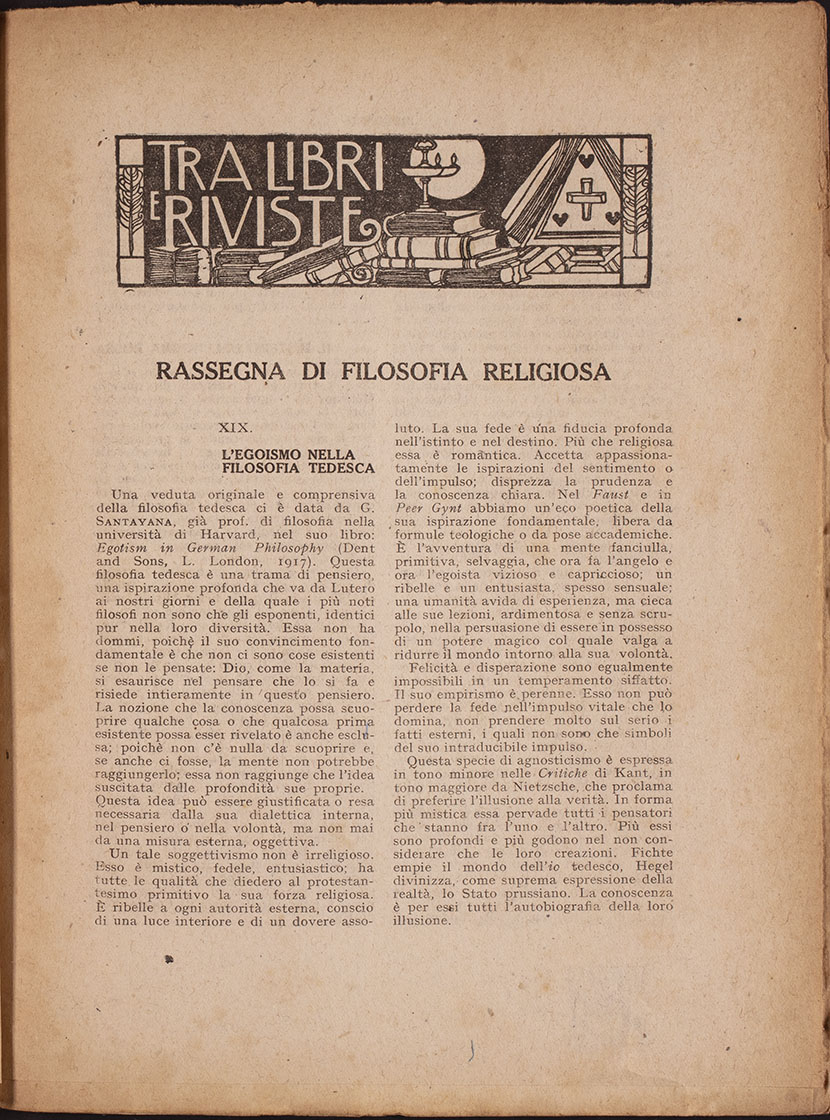 TRA LIBRI
E RIVISTE
RASSEGNA DI FILOSOFIA RELIGIOSA
XIX.
L'EGOISMO NELLA
FILOSOFIA TEDESCA
Una veduta originale e comprensiva
della filosofia tedesca ci è data da G.
SANTAYANA, già prof. di filosofia nella
università di Harvard, nel suo libro:
Egotism in German Philosophy (Dent
and Sons, L. London, 1917). Questa
filosofia tedesca è una trama di pensiero,
una ispirazione profonda che va da Lutero
ai nostri giorni e della quale i più noti
filosofi non sono che gli esponenti, identici
pur nella loro diversità. Essa non ha
dommi, poichè il suo convincimento fon-
damentale è che non ci sono cose esistenti
se non le pensate: Dio, come la materia,
si esaurisce nel pensare che lo si fa e
risiede intieramente in questo pensiero.
La nozione che la conoscenza possa scuo-
prire qualche cosa o che qualcosa prima
esistente possa esser rivelato è anche esclu-
sa; poichè non c'è nulla da scuoprire e,
se anche ci fosse, la mente non potrebbe
raggiungerlo; essa non raggiunge che l'idea
suscitata dalle profondità sue proprie.
Questa idea può essere giustificata o resa
necessaria dalla sua dialettica interna,
nel pensiero o nella volontà, ma non mai
da una misura esterna, oggettiva.
Un tale soggettivismo non è irreligioso.
Esso è mistico, fedele, entusiastico; ha
tutte le qualità che diedero al protestan-
tesimo primitivo la sua forza religiosa.
È ribelle a ogni autorità esterna, conscio
di una luce interiore e di un dovere asso-
luto. La sua fede è una fiducia profonda
nell'istinto e nel destino. Più che religiosa
essa è romantica. Accetta appassiona-
tamente le ispirazioni del sentimento o
dell'impulso; disprezza la prudenza e
la conoscenza chiara. Nel Faust e in
Peer Gynt abbiamo un'eco poetica della
sua ispirazione fondamentale, libera da
formule teologiche o da pose accademiche.
È l'avventura di una mente fanciulla,
primitiva, selvaggia, che ora fa l'angelo e
ora l'egoista vizioso e capriccioso; un
ribelle e un entusiasta, spesso sensuale;
una umanità avida di esperienza, ma cieca
alle sue lezioni, ardimentosa e senza scru-
polo, nella persuasione di essere in possesso
di un potere magico col quale valga a
ridurre il mondo intorno alla sua volontà.
Felicità e disperazione sono egualmente
impossibili in un temperamento siffatto.
Il suo empirismo è perenne. Esso non può
perdere la fede nell'impulso vitale che lo
domina, non prendere molto sul serio i
fatti esterni, i quali non sono che simboli
del suo intraducibile impulso.
Questa specie di agnosticismo è espressa
in tono minore nelle Critiche di Kant, in
tono maggiore da Nietzsche, che proclama
di preferire l'illusione alla verità. In forma
più mistica essa pervade tutti i pensatori
che stanno fra l'uno e l'altro. Più essi
sono profondi e più godono nel non con-
siderare che le loro creazioni. Fichte
empie il mondo dell'io tedesco, Hegel
divinizza, come suprema espressione della
realtà, lo Stato prussiano. La conoscenza
è per essi tutti l'autobiografia della loro
illusione.